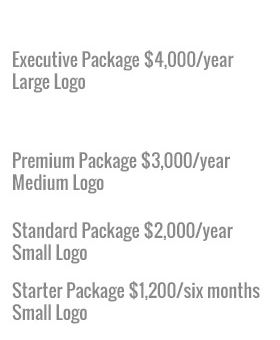 Executive Package $4,000/year
Large Logo
Premium Package $3,000/year
Medium Logo
Standard Package $2,000/year
Small Logo
Starter Package $1,200/six months
Small Logo